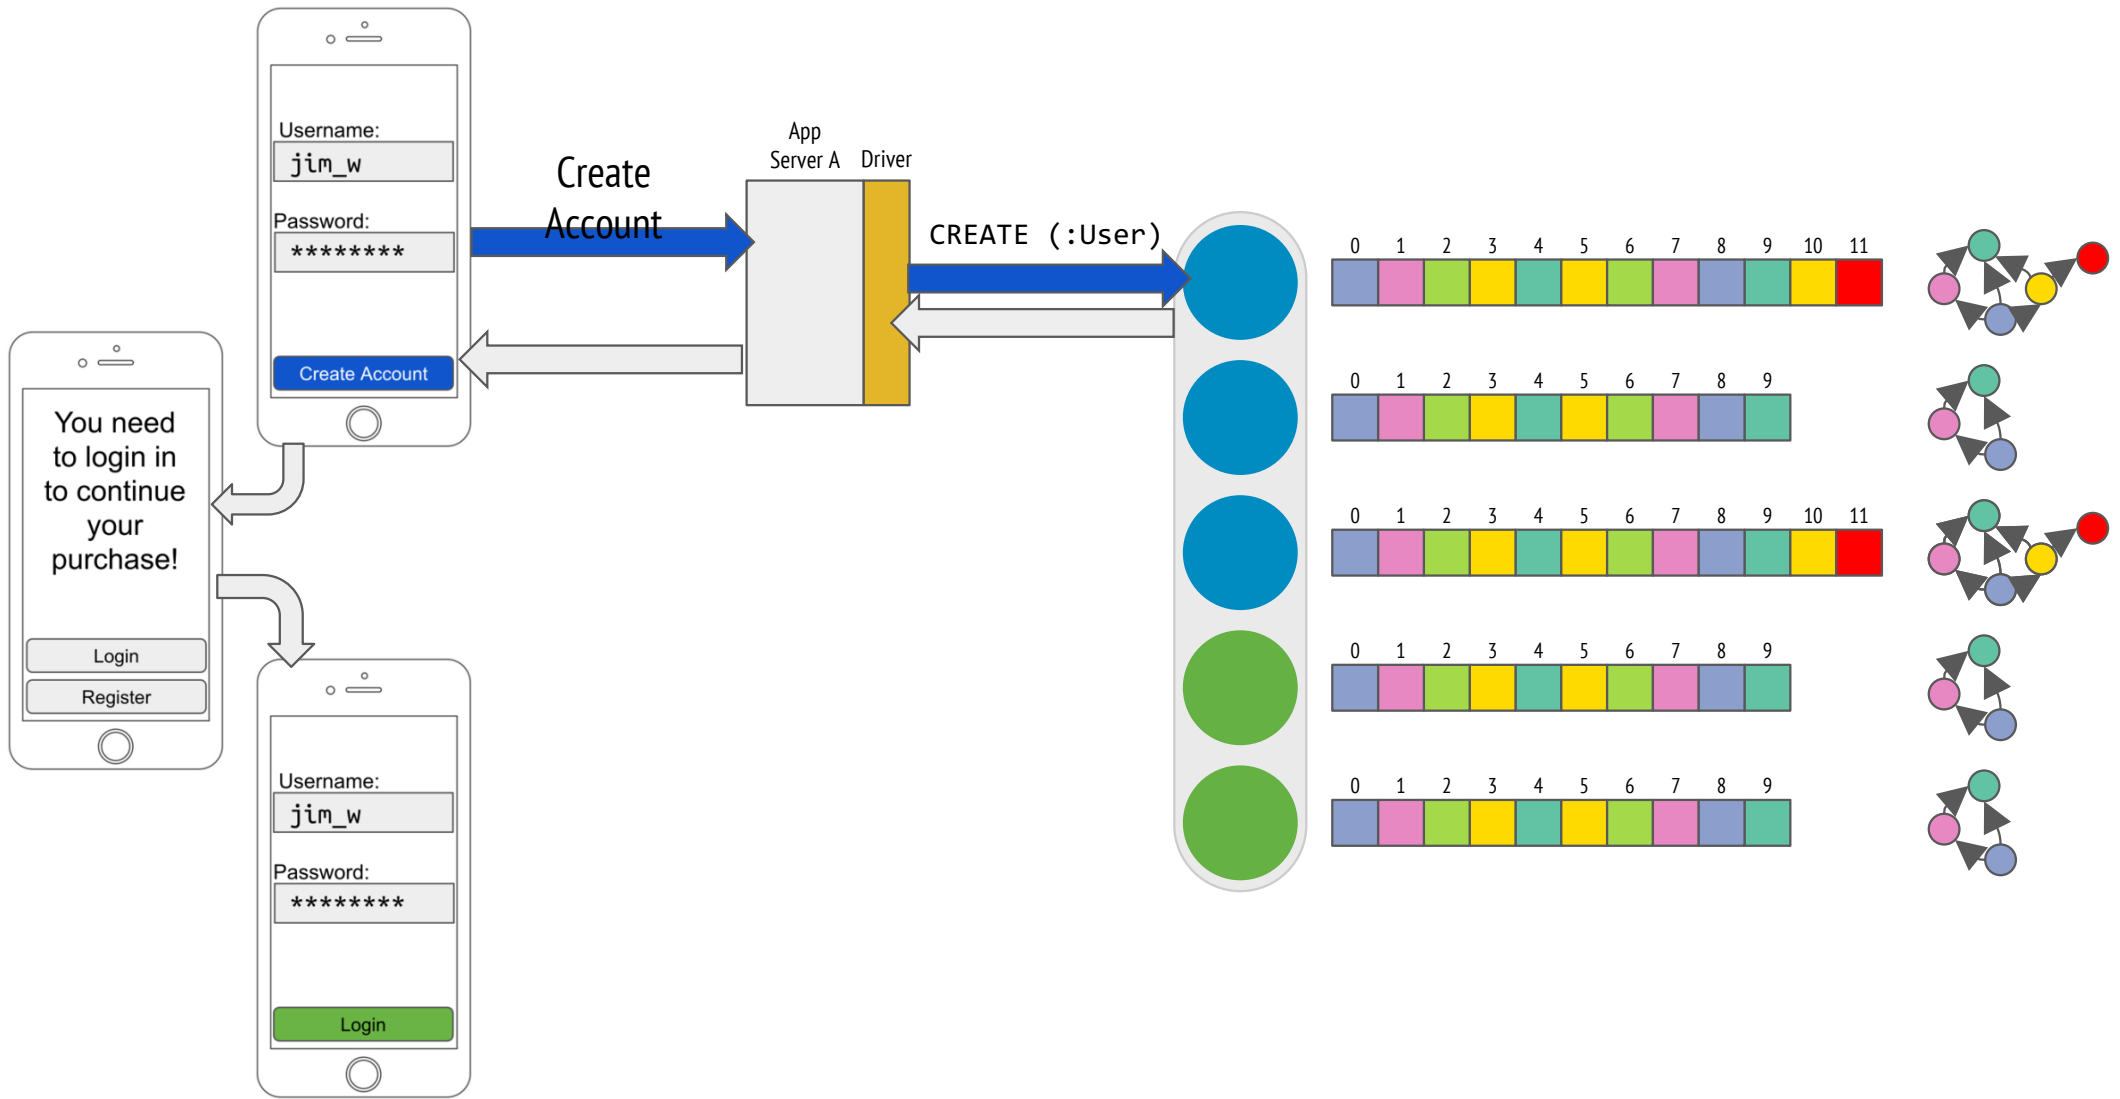 Username:
jim_w
Password:
********
Create Account
You need
to login in
to continue
your
purchase!
Login
Register
Username:
jim_w
Password:
********
Login
Create
Account
App
Server A
Driver
CREATE (:User)
0 1 2 3 4 5 6 7 8 9 10 11
0 1 2 3 4 5 6 7 8 9
0 1 2 3 4 5 6 7 8 9 10 11
0 1 2 3 4 5 6 7 8 9
0 1 2 3 4 5 6 7 8 9